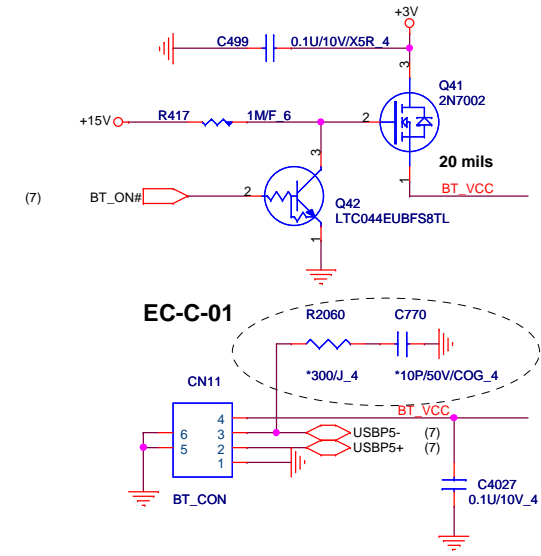 +3V
C499 0.1U/10V/X5R_4
3
Q41
2N7002
+15V R417 1M/F_6 2
20 mils
3
1
BT_VCC
(7) BT_ON# 2
Q42
LTC044EUBFS8TL
1
EC-C-01
R2060 C770
*300/J_4 *10P/50V/COG_4
CN11
BT_VCC
4
6 3 USBP5- (7)
5 2 USBP5+ (7)
1
C4027
0.1U/10V_4
BT_CON